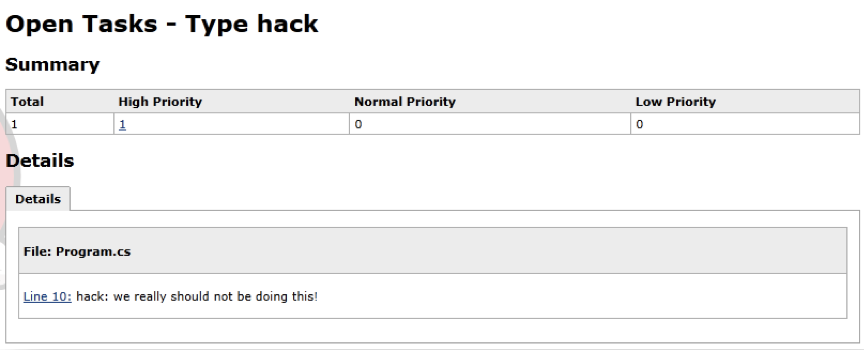 Open Tasks - Type hack
Summary
Total High Priority Normal Priority Low Priority
1 1 0 0
Details
Details
File: Program.cs
Line 10: hack: we really should not be doing this!